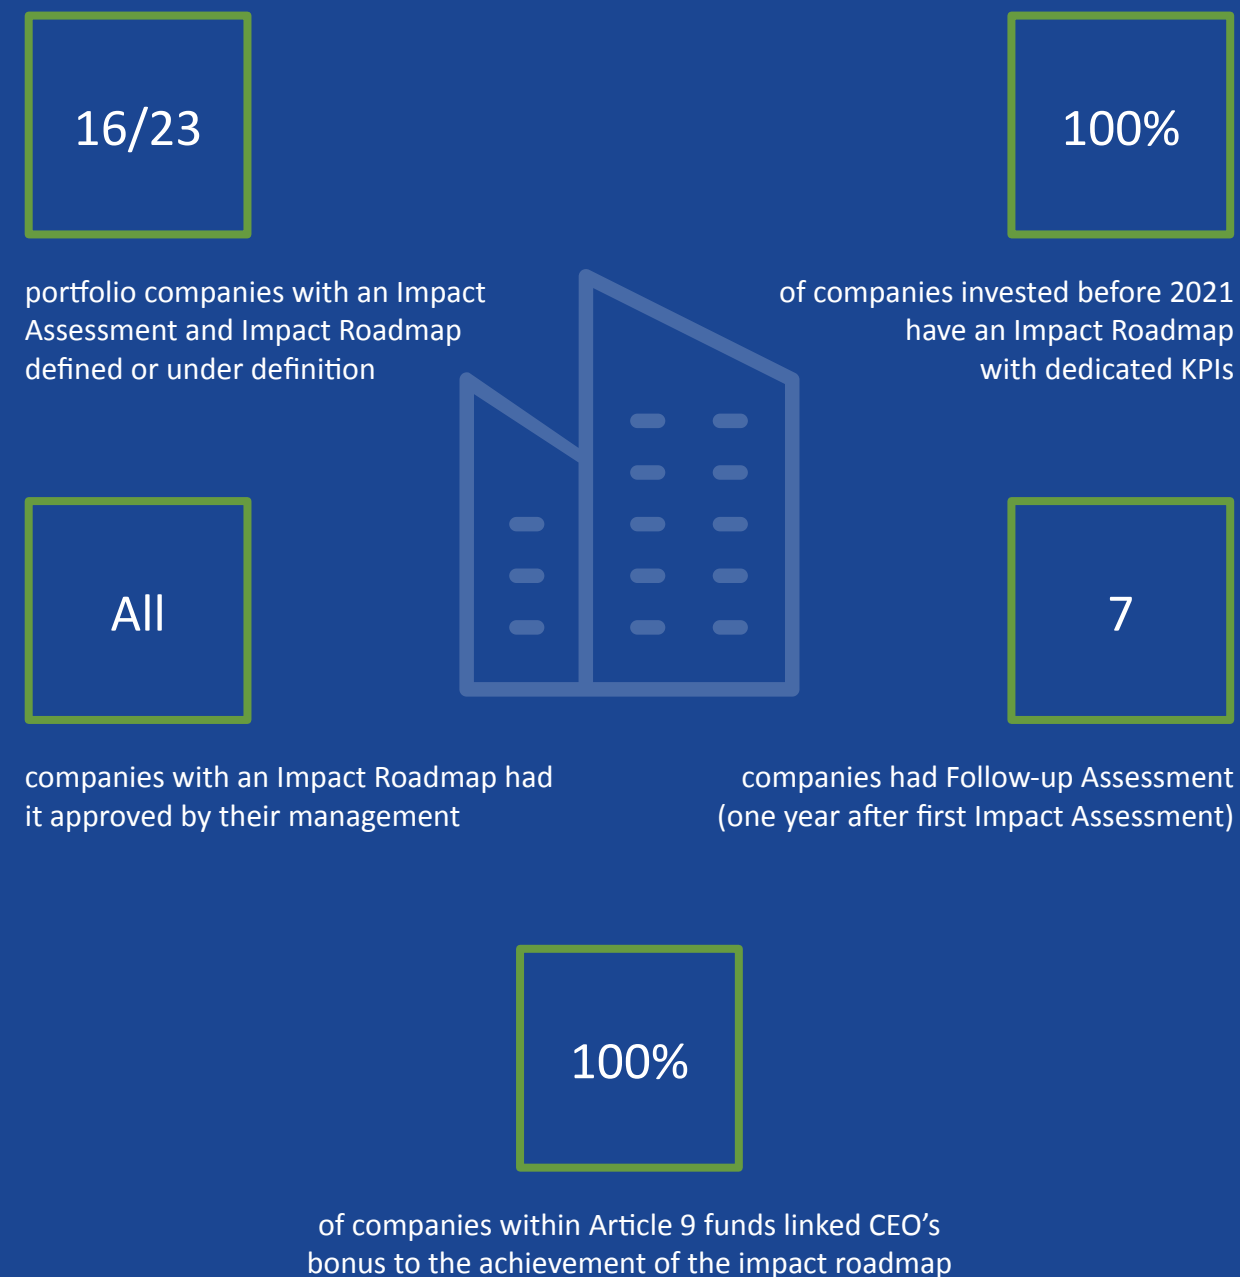 16/23
portfolio companies with an Impact
Assessment and Impact Roadmap
defined or under definition
100%
of companies invested before 2021
have an Impact Roadmap
with dedicated KPIs
All
companies with an Impact Roadmap had
it approved by their management
7
companies had Follow-up Assessment
(one year after first Impact Assessment)
100%
of companies within Article 9 funds linked CEO’s
bonus to the achievement of the impact roadmap